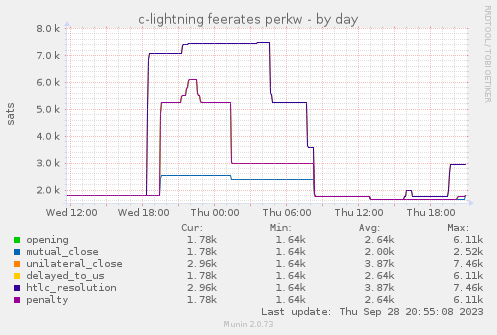 c-lightning feerates perkw - by day
RRDTOOL / TOBI OETIKER
sats
8.0 k
7.0 k
6.0 k
5.0 k
4.0 k
3.0 k
2.0 k
Wed 12:00 Wed 18:00 Thu 00:00 Thu 06:00 Thu 12:00 Thu 18:00
Cur: Min: Avg: Max:
opening 1.78k 1.64k 2.64k 6.11k
mutual_close 1.78k 1.64k 2.00k 2.52k
unilateral_close 2.96k 1.64k 3.87k 7.46k
delayed_to_us 1.78k 1.64k 2.64k 6.11k
htlc_resolution 2.96k 1.64k 3.87k 7.46k
penalty 1.78k 1.64k 2.64k 6.11k
Last update: Thu Sep 28 20:55:08 2023
Munin 2.0.73